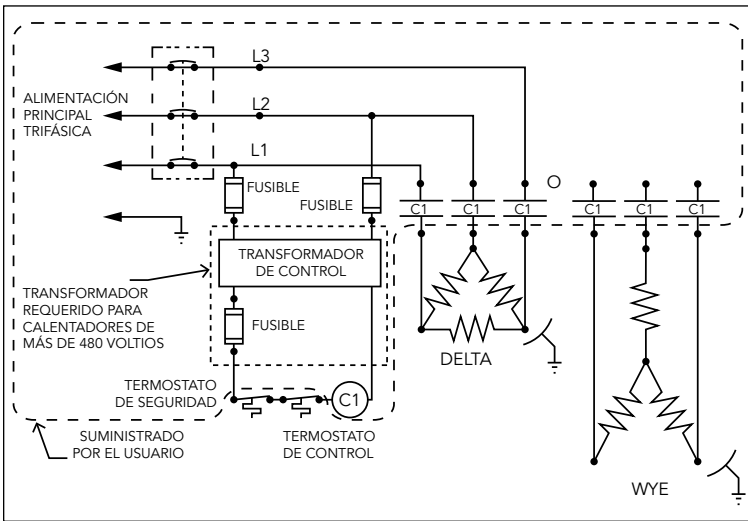 L3
ALIMENTACIÓN
PRINCIPAL
TRIFÁSICA
L2
L1
FUSIBLE
FUSIBLE
O
C1
C1
C1
C1
C1
C1
TRANSFORMADOR
DE CONTROL
TRANSFORMADOR
REQUERIDO PARA
CALENTADORES DE
MÁS DE 480 VOLTIOS
FUSIBLE
DELTA
TERMOSTATO
DE SEGURIDAD
C1
SUMINISTRADO
POR EL USUARIO
TERMOSTATO
DE CONTROL
WYE